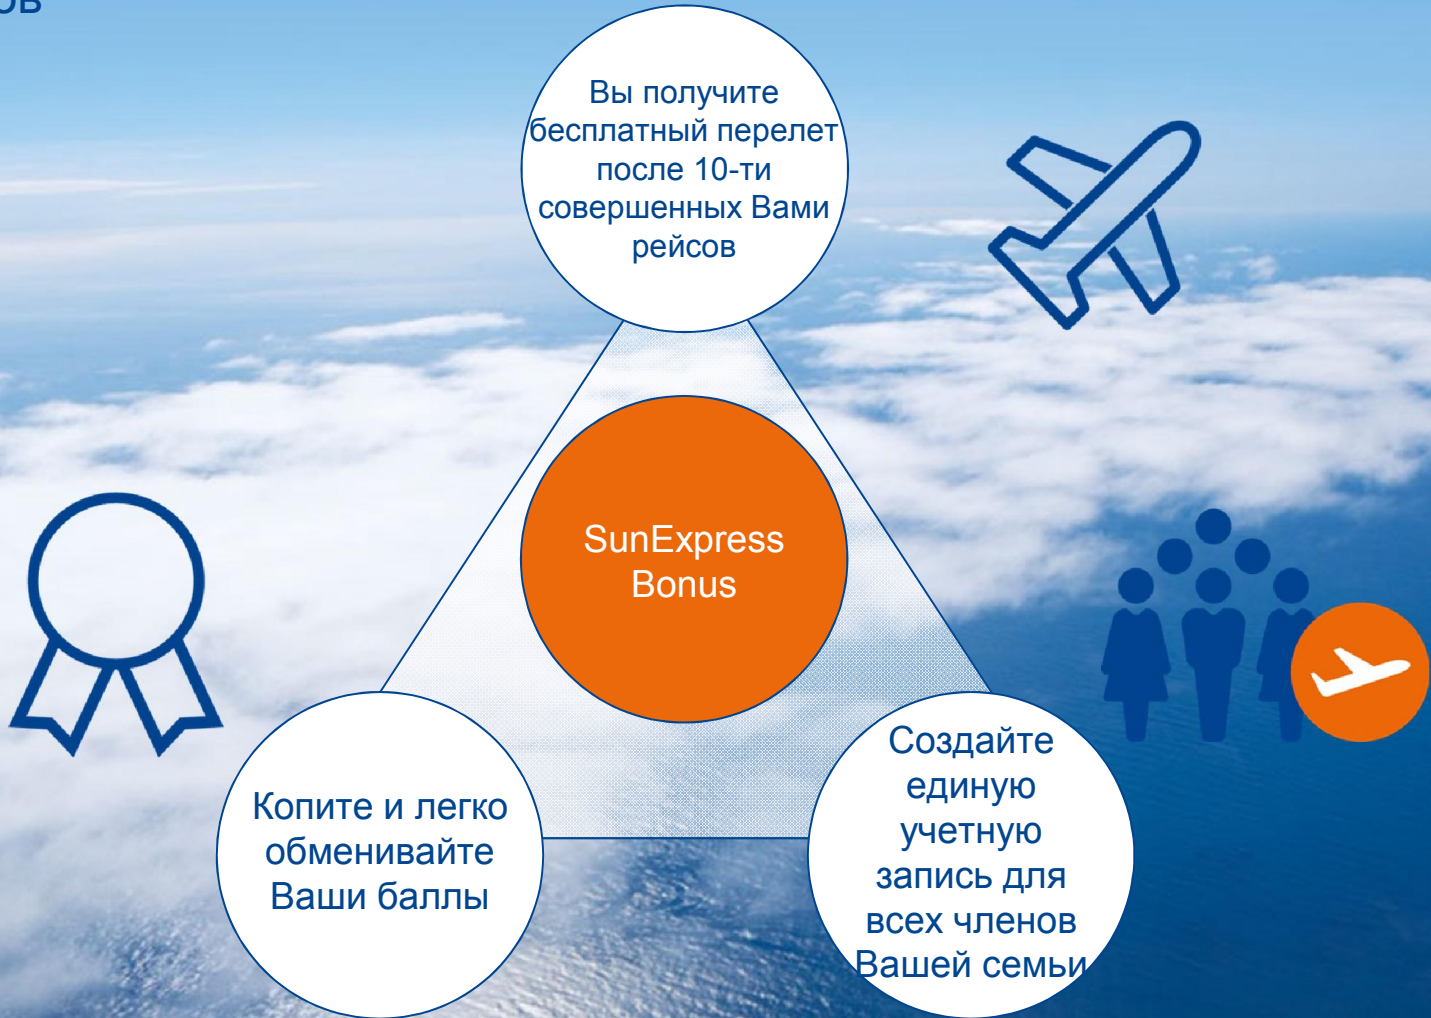 ов
Вы получите
бесплатный перелет
после 10-ти
совершенных Вами
рейсов
SunExpress
Bonus
Копите и легко
обменивайте
Ваши баллы
Создайте
единую
учетную
запись для
всех членов
Вашей семьи